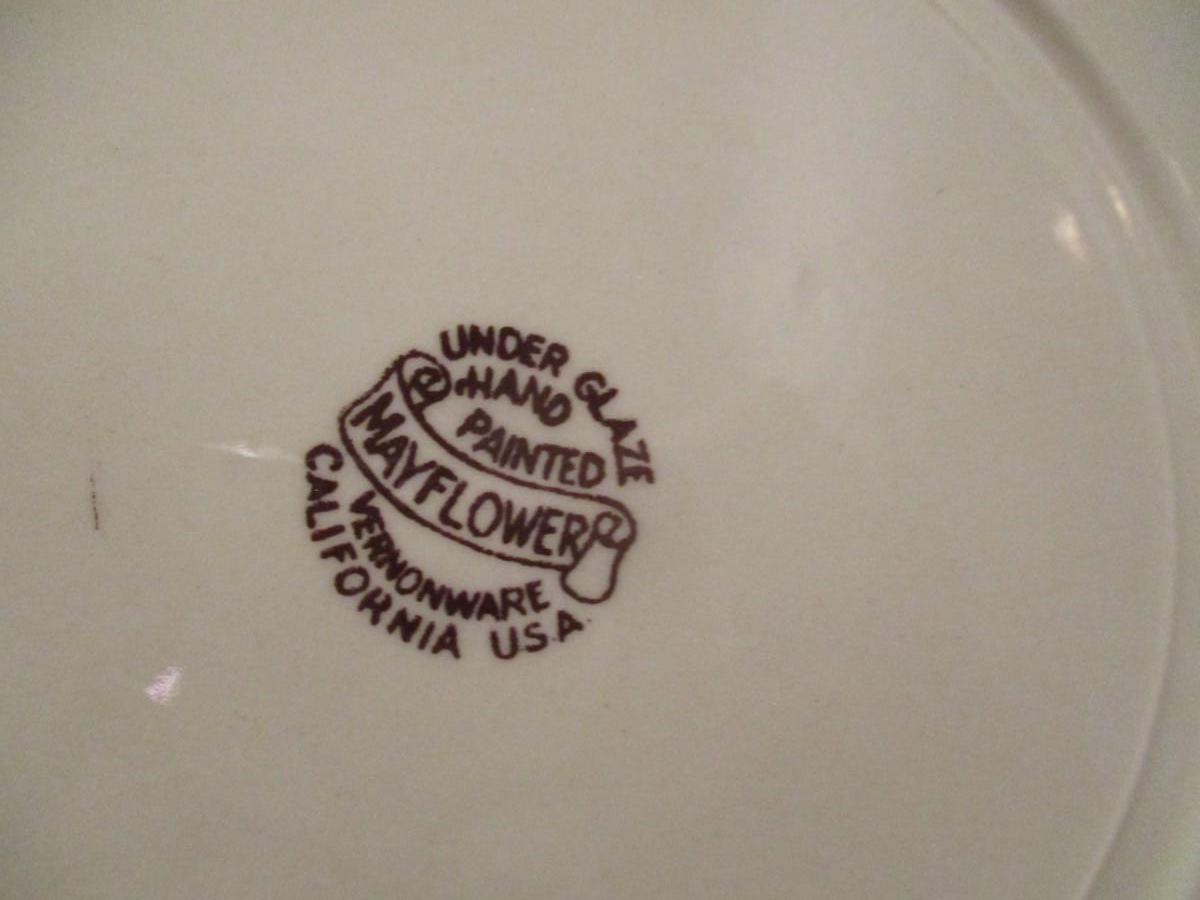 UNDER GLAZE
HAND
PAINTED
MAYFLOWER
VERNONWARE
CALIFORNIA U.S.A.